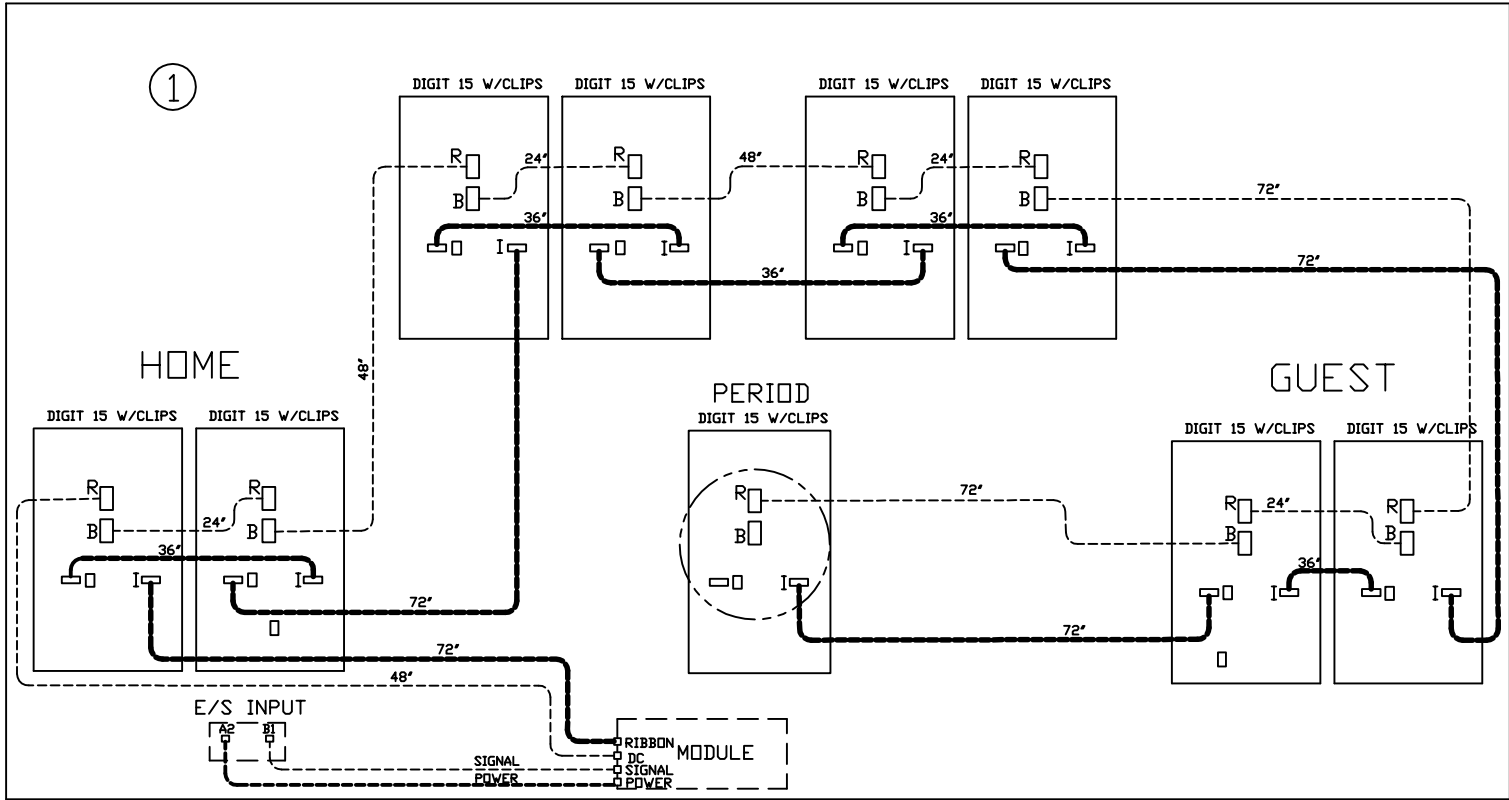 1
DIGIT 15 W/CLIPS
DIGIT 15 W/CLIPS
DIGIT 15 W/CLIPS
DIGIT 15 W/CLIPS
R
24"
R
48"
R
24"
R
B
B
B
B
72"
36"
36"
I
I
I
I
36"
72"
48"
HOME
DIGIT 15 W/CLIPS
DIGIT 15 W/CLIPS
PERIOD
DIGIT 15 W/CLIPS
GUEST
DIGIT 15 W/CLIPS
DIGIT 15 W/CLIPS
R
R
B
24"
B
36"
I
I
72"
R
B
72"
I
72"
R
24"
R
B
B
36"
I
I
72"
48"
E/S INPUT
A2
B1
SIGNAL
POWER
RIBBON
DC
SIGNAL
POWER
MODULE